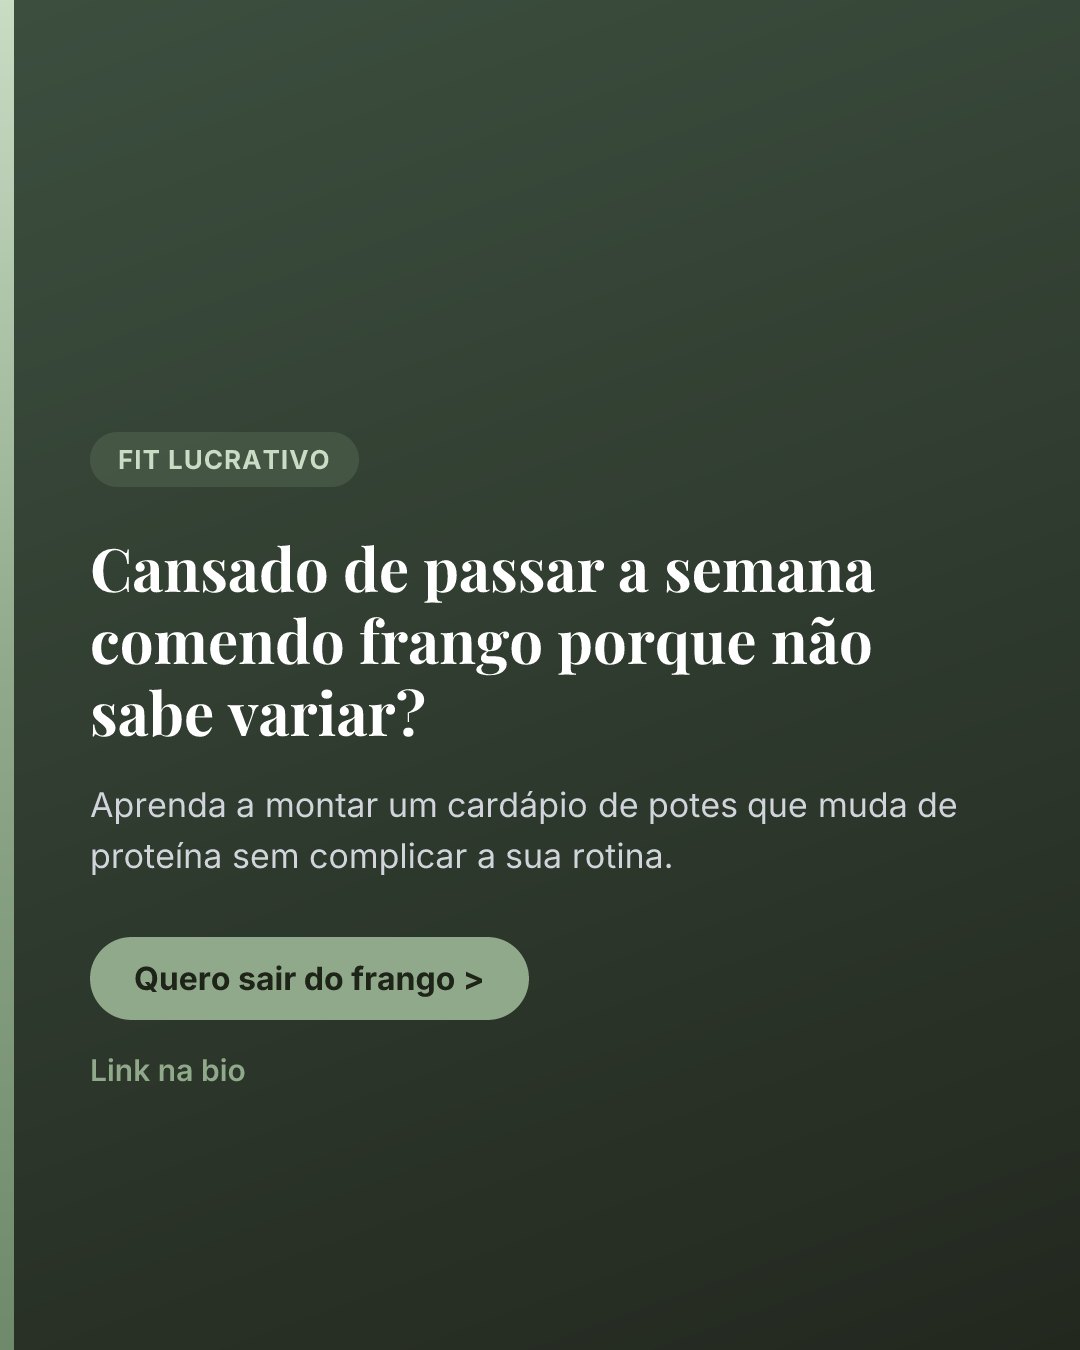 FIT LUCRATIVO
Cansado de passar a semana
comendo frango porque não
sabe variar?
Aprenda a montar um cardápio de potes que muda de
proteína sem complicar a sua rotina.
Quero sair do frango >
Link na bio